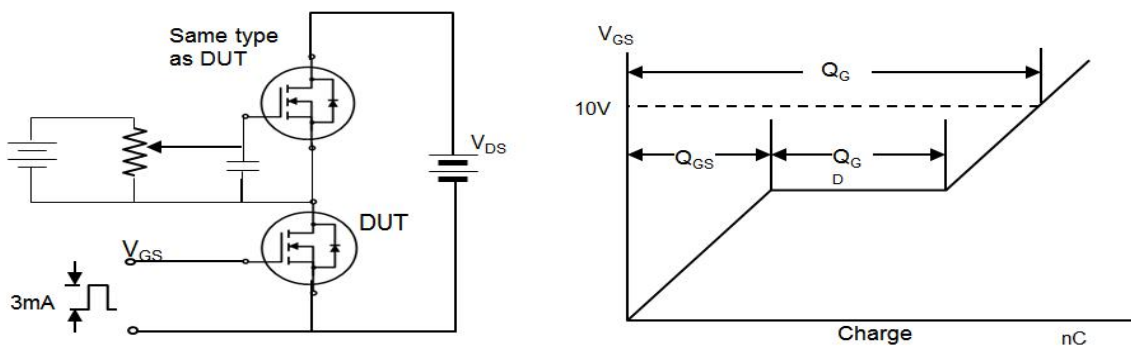 Same type
as DUT
V_DS
DUT
V_GS
3mA
V_GS
Q_G
10V
Q_GS
Q_G
D
Charge
nC